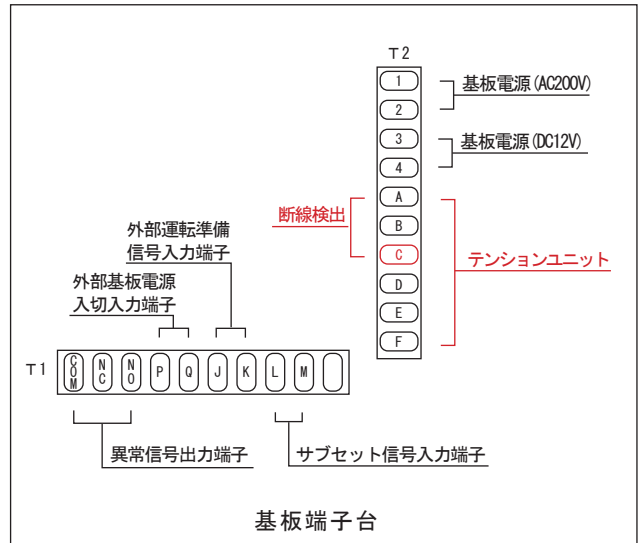 T2
1
基板電源(AC200V)
2
3
基板電源(DC12V)
4
A
断線検出
B
C
テンションユニット
D
E
F
外部運転準備
信号入力端子
外部基板電源
入切入力端子
T1
COM
NC
NO
P
Q
J
K
L
M
異常信号出力端子
サブセット信号入力端子
基板端子台